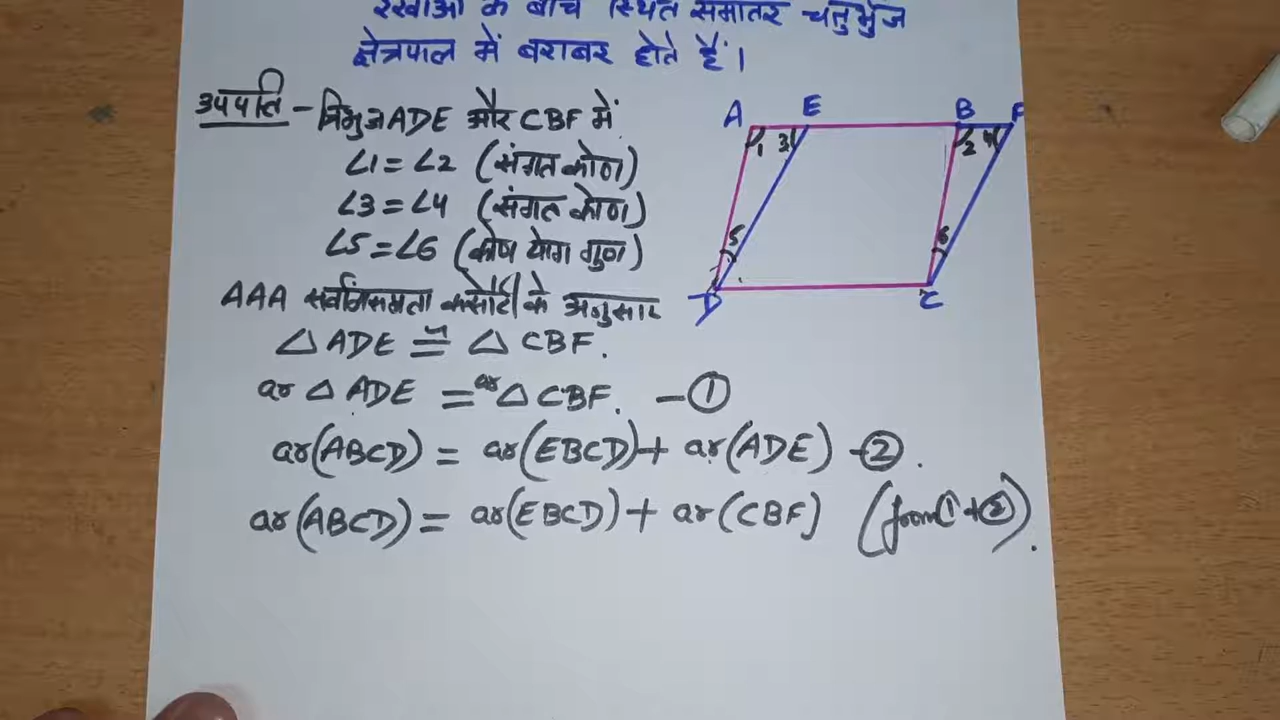 रेखाओं के बीच स्थित समांतर चतुर्भुज
क्षेत्रपाल में बराबर होते हैं।
उपपति - त्रिभुज ADE और CBF में
∠1 = ∠2 (संगत कोण)
∠3 = ∠4 (संगत कोण)
∠5 = ∠6 (कोण योग गुण)
AAA सर्वांगसमता कसौटी के अनुसार
△ ADE ≅ △ CBF.
ar △ ADE = ar △ CBF. - ①
ar(ABCD) = ar(EBCD) + ar(ADE) - ②.
ar(ABCD) = ar(EBCD) + ar(CBF) (from ① + ②).
A E B F
1 3 2 4
5 6
D C